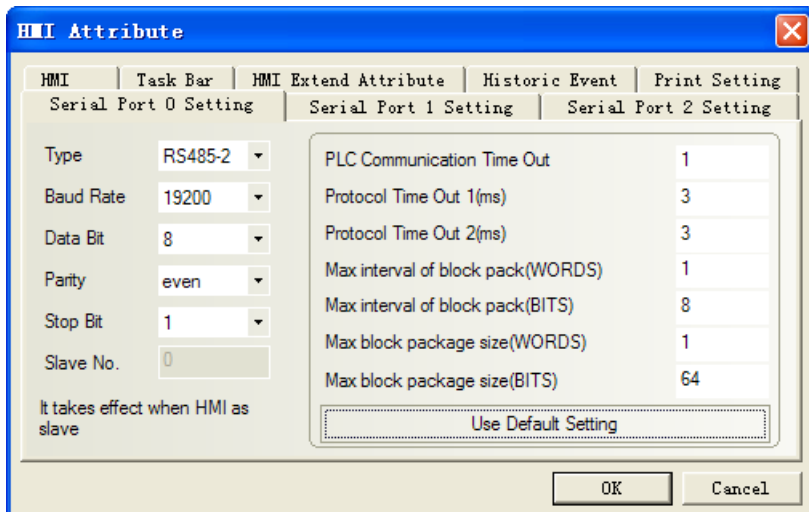 HMI Attribute
HMI Task Bar HMI Extend Attribute Historic Event Print Setting
Serial Port 0 Setting Serial Port 1 Setting Serial Port 2 Setting
Type RS485-2
Baud Rate 19200
Data Bit 8
Parity even
Stop Bit 1
Slave No. 0
It takes effect when HMI as
slave
PLC Communication Time Out 1
Protocol Time Out 1(ms) 3
Protocol Time Out 2(ms) 3
Max interval of block pack(WORDS) 1
Max interval of block pack(BITS) 8
Max block package size(WORDS) 1
Max block package size(BITS) 64
Use Default Setting
OK Cancel